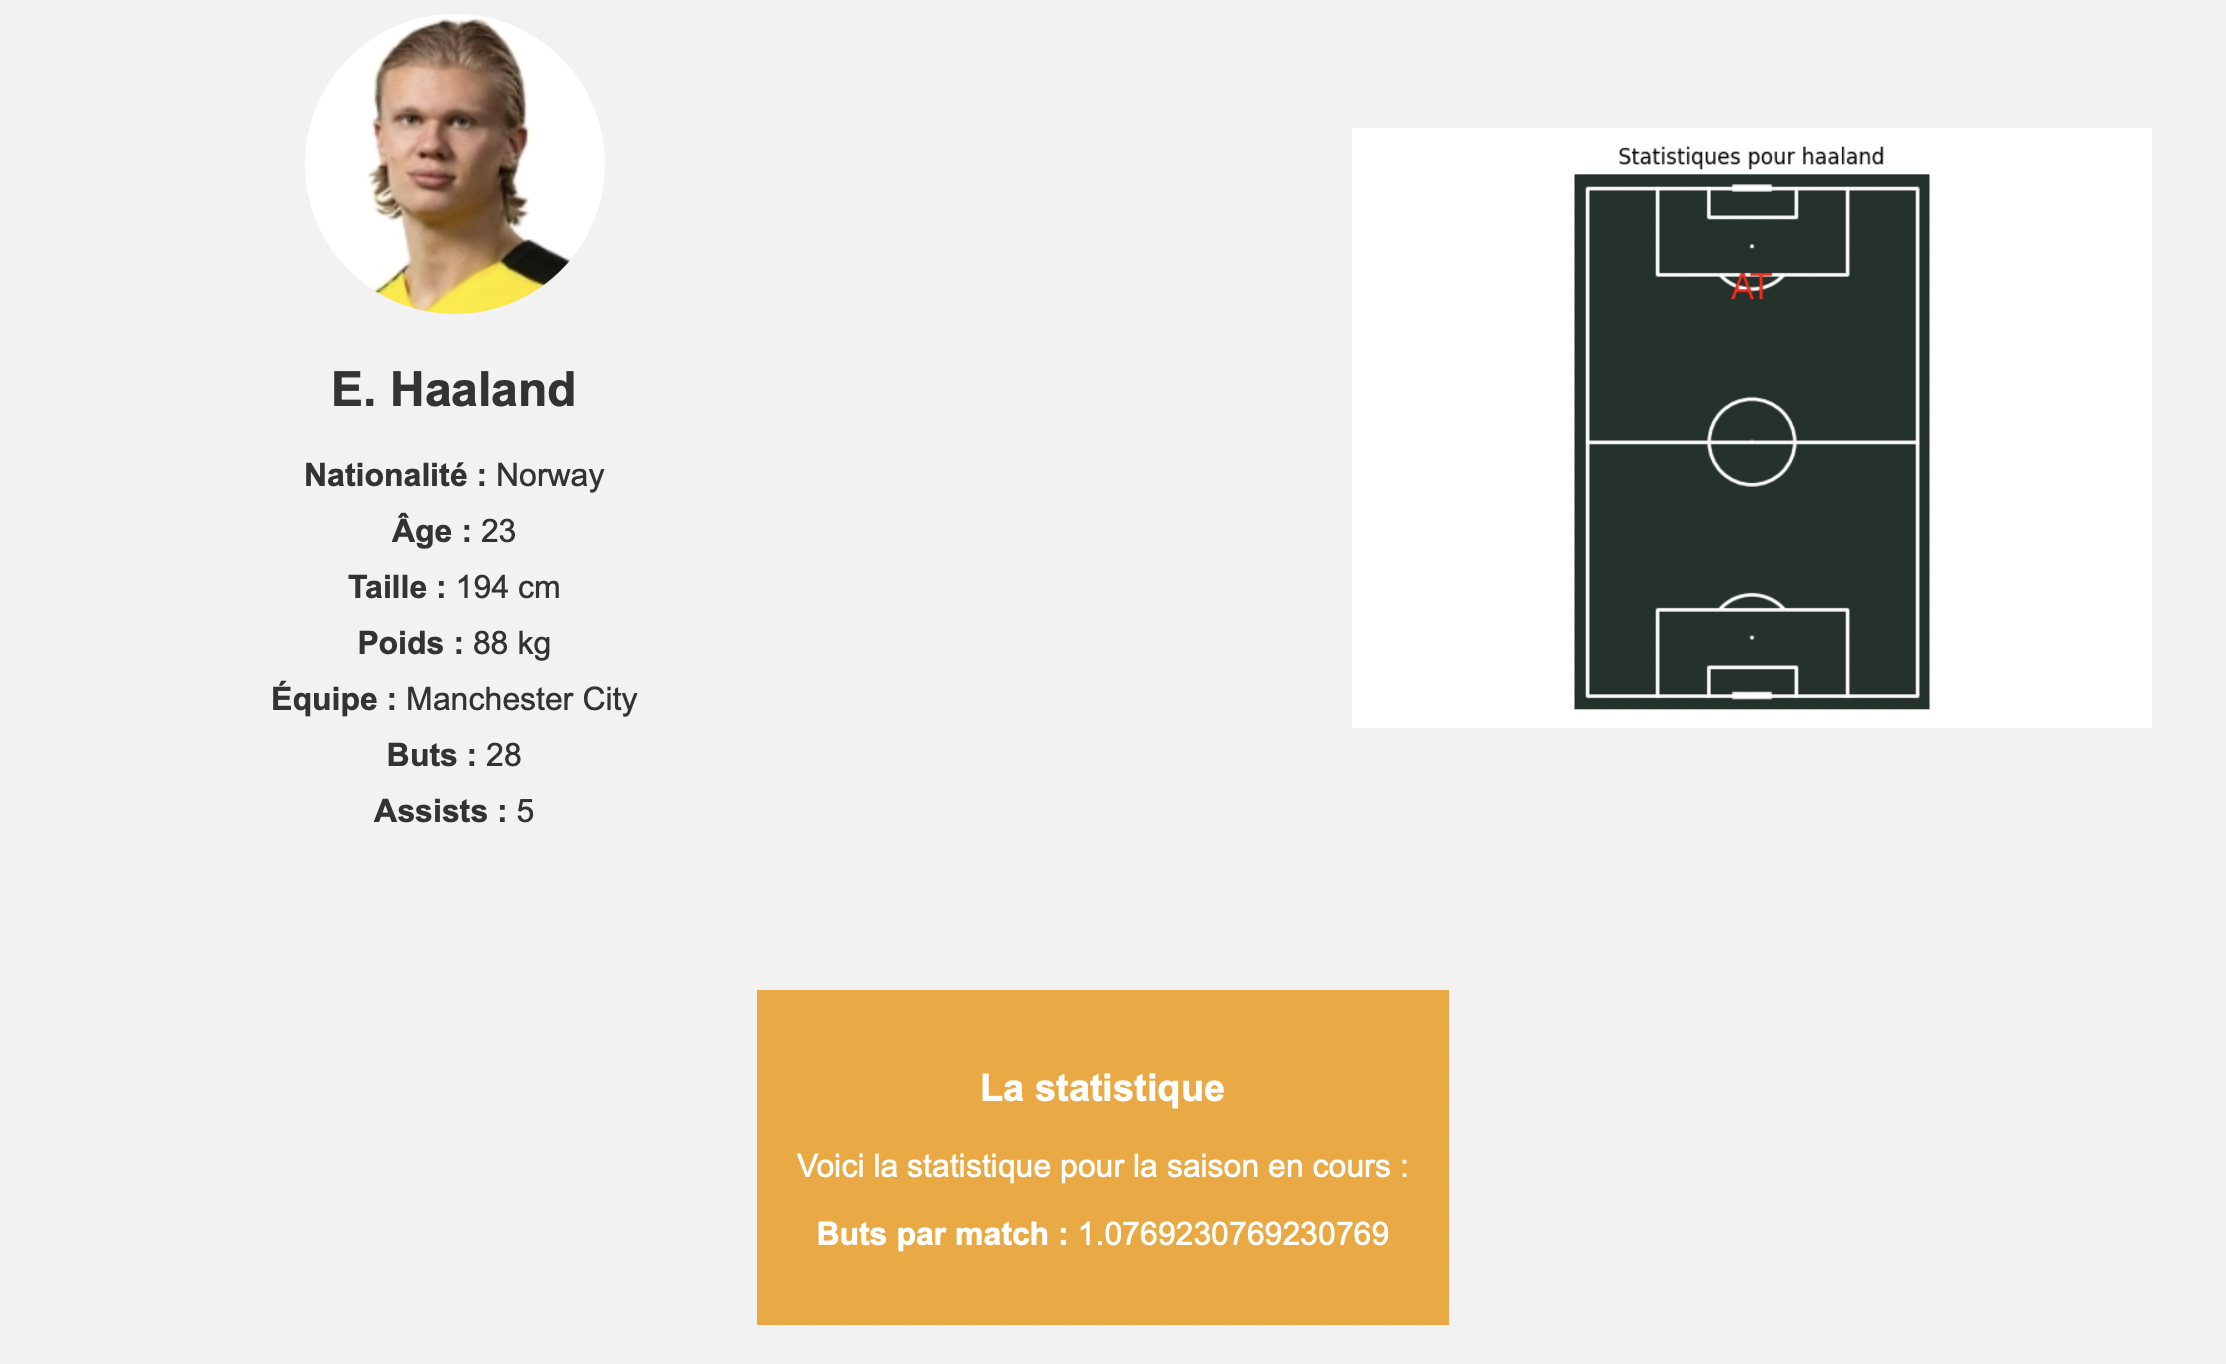 E. Haaland
Nationalité : Norway
Âge : 23
Taille : 194 cm
Poids : 88 kg
Équipe : Manchester City
Buts : 28
Assists : 5
Statistiques pour haaland
AT
La statistique
Voici la statistique pour la saison en cours :
Buts par match : 1.0769230769230769